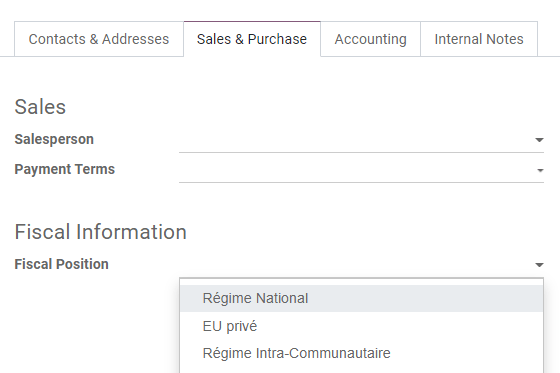 Contacts & Addresses Sales & Purchase Accounting Internal Notes
Sales
Salesperson
Payment Terms
Fiscal Information
Fiscal Position
Régime National
EU privé
Régime Intra-Communautaire